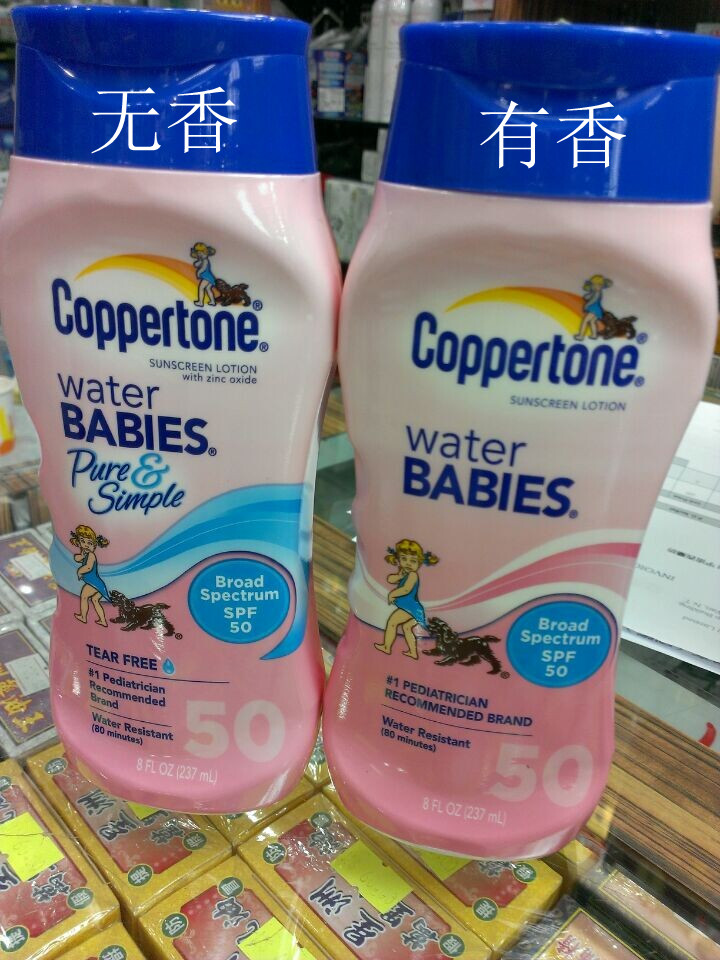 无香
Coppertone®
SUNSCREEN LOTION
with zinc oxide
water
BABIES®
Pure &
Simple
Broad
Spectrum
SPF
50
TEAR FREE
#1 Pediatrician
Recommended
Brand
Water Resistant
(80 minutes)
50
8 FL OZ (237 mL)
有香
Coppertone®
SUNSCREEN LOTION
water
BABIES®
Broad
Spectrum
SPF
50
#1 PEDIATRICIAN
RECOMMENDED BRAND
Water Resistant
(80 minutes)
50
8 FL OZ (237 mL)